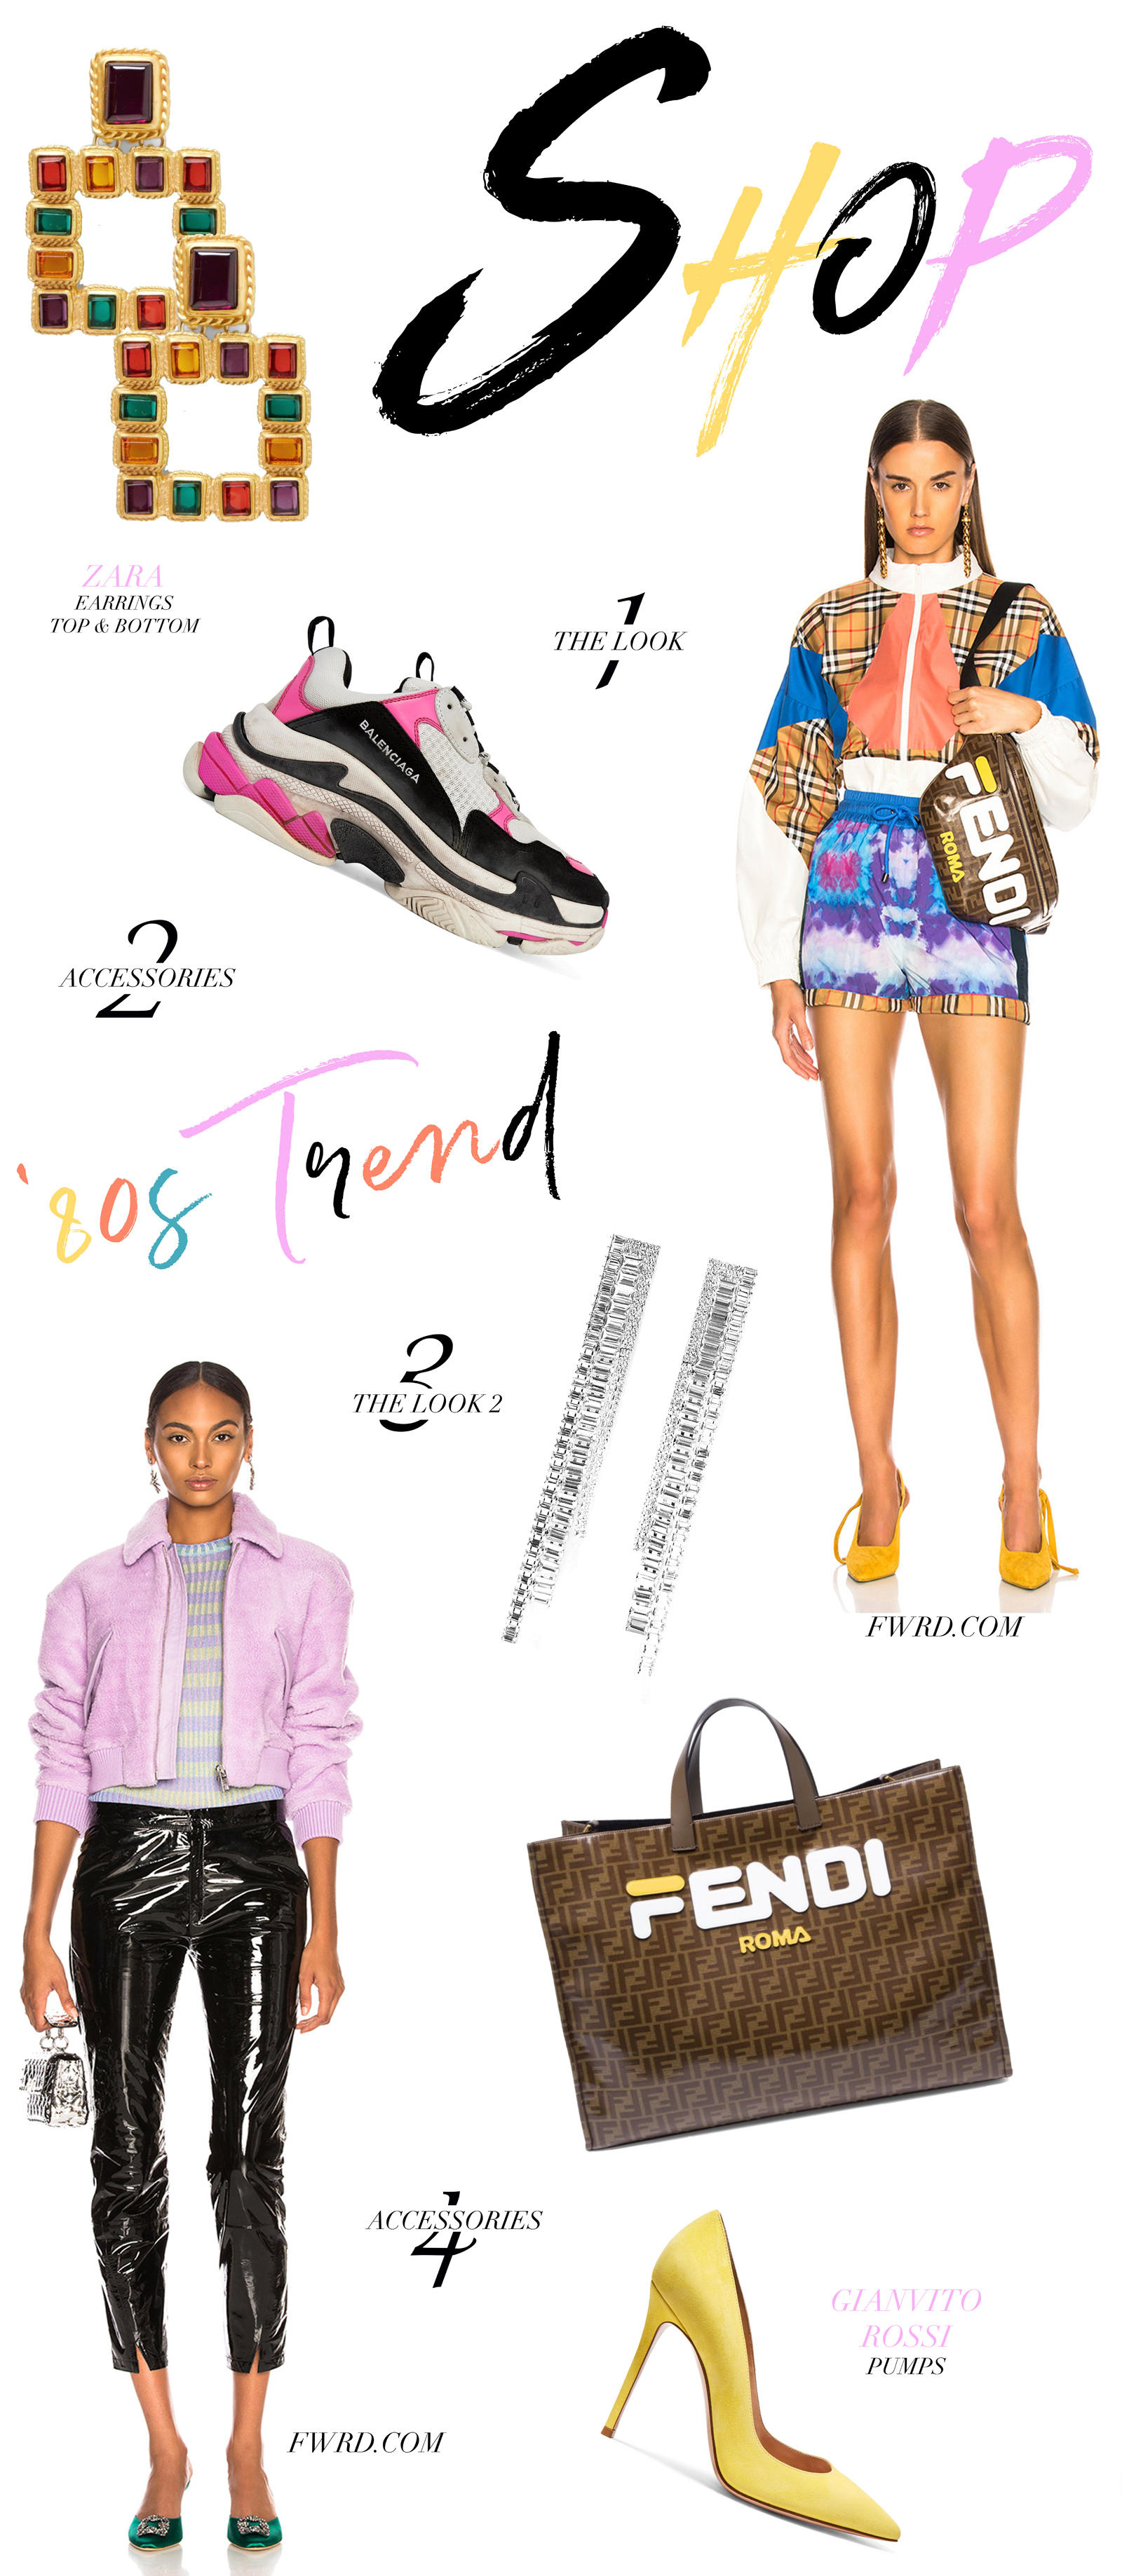 SHOP
ZARA
EARRINGS
TOP & BOTTOM
1
THE LOOK
BALENCIAGA
FENDI
ROMA
2
ACCESSORIES
'80s Trend
3
THE LOOK 2
FWRD.COM
FENDI
ROMA
4
ACCESSORIES
GIANVITO
ROSSI
PUMPS
FWRD.COM